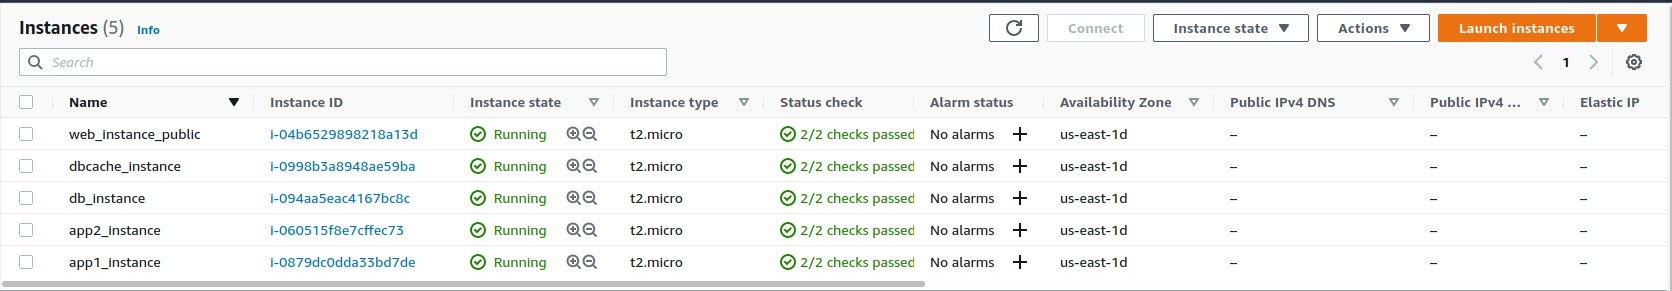 Instances (5) Info Connect Instance state Actions Launch instances
Search 1
Name Instance ID Instance state Instance type Status check Alarm status Availability Zone Public IPv4 DNS Public IPv4 ... Elastic IP
web_instance_public i-04b6529898218a13d Running t2.micro 2/2 checks passed No alarms + us-east-1d – – –
dbcache_instance i-0998b3a8948ae59ba Running t2.micro 2/2 checks passed No alarms + us-east-1d – – –
db_instance i-094aa5eac4167bc8c Running t2.micro 2/2 checks passed No alarms + us-east-1d – – –
app2_instance i-060515f8e7cffec73 Running t2.micro 2/2 checks passed No alarms + us-east-1d – – –
app1_instance i-0879dc0dda33bd7de Running t2.micro 2/2 checks passed No alarms + us-east-1d – – –